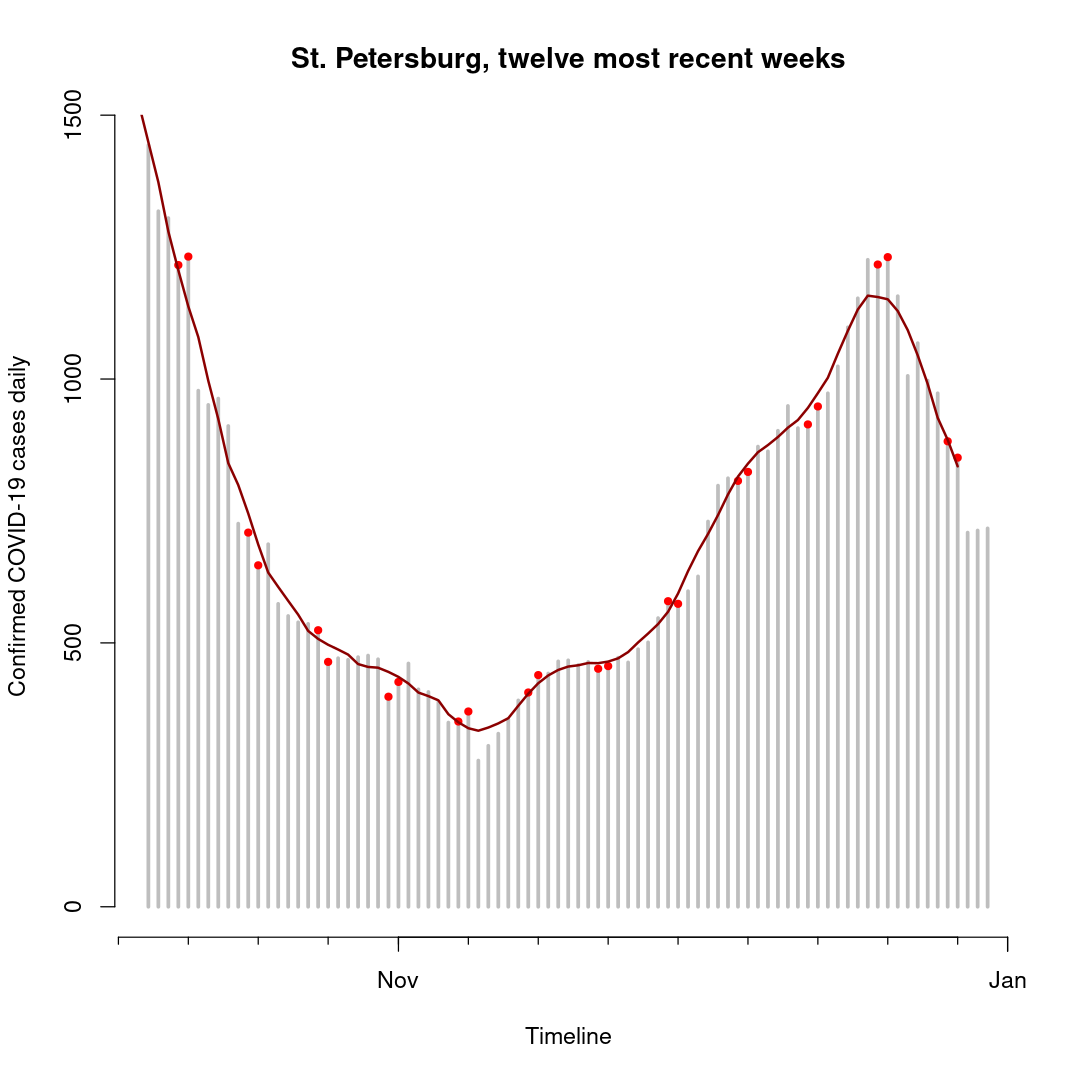 St. Petersburg, twelve most recent weeks
Confirmed COVID-19 cases daily
1500
1000
500
0
Nov
Jan
Timeline